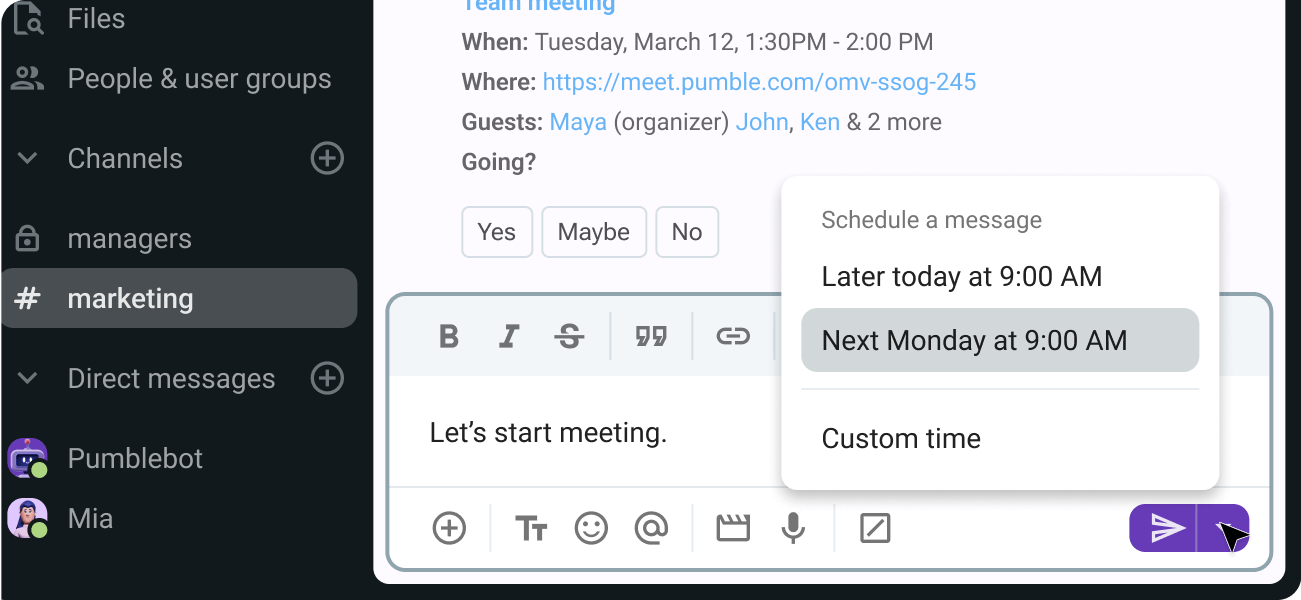 Files
People & user groups
Channels
managers
# marketing
Direct messages
Pumblebot
Mia
Team meeting
When: Tuesday, March 12, 1:30PM - 2:00 PM
Where: https://meet.pumble.com/omv-ssog-245
Guests: Maya (organizer) John, Ken & 2 more
Going?
Yes Maybe No
Schedule a message
Later today at 9:00 AM
Next Monday at 9:00 AM
Custom time
B I S
Let’s start meeting.
Tт @